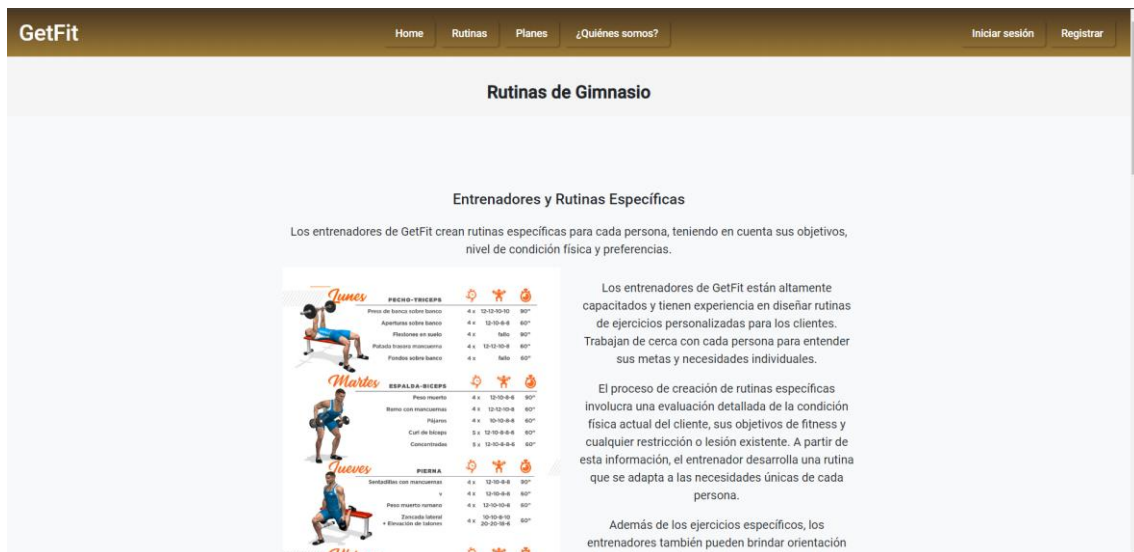 GetFit
Home Rutinas Planes ¿Quiénes somos?
Iniciar sesión Registrar
Rutinas de Gimnasio
Entrenadores y Rutinas Específicas
Los entrenadores de GetFit crean rutinas específicas para cada persona, teniendo en cuenta sus objetivos,
nivel de condición física y preferencias.
Lunes PECHO-TRICEPS
Press de banca sobre banco 4 x 12-12-10-10 90"
Aperturas sobre banco 4 x 12-10-8-8 60"
Flexiones en suelo 4 x fallo 90"
Patada trasera mancuerna 4 x 12-12-10-8 60"
Fondos sobre banco 4 x fallo 60"
Martes ESPALDA-BICEPS
Peso muerto 4 x 12-10-8-6 90"
Remo con mancuernas 4 x 12-12-10-8 60"
Pájaros 4 x 10-10-8-8 60"
Curl de bíceps 5 x 12-10-8-8-6 60"
Concentradas 5 x 12-10-8-8-6 60"
Jueves PIERNA
Sentadillas con mancuernas 4 x 12-10-8-8 90"
v 4 x 12-10-8-8 60"
Peso muerto romano 4 x 12-10-10-8 60"
Zancada lateral 10-10-8-10
+ Elevación de talones 4 x 20-20-18-6 60"
Los entrenadores de GetFit están altamente
capacitados y tienen experiencia en diseñar rutinas
de ejercicios personalizadas para los clientes.
Trabajan de cerca con cada persona para entender
sus metas y necesidades individuales.
El proceso de creación de rutinas específicas
involucra una evaluación detallada de la condición
física actual del cliente, sus objetivos de fitness y
cualquier restricción o lesión existente. A partir de
esta información, el entrenador desarrolla una rutina
que se adapta a las necesidades únicas de cada
persona.
Además de los ejercicios específicos, los
entrenadores también pueden brindar orientación